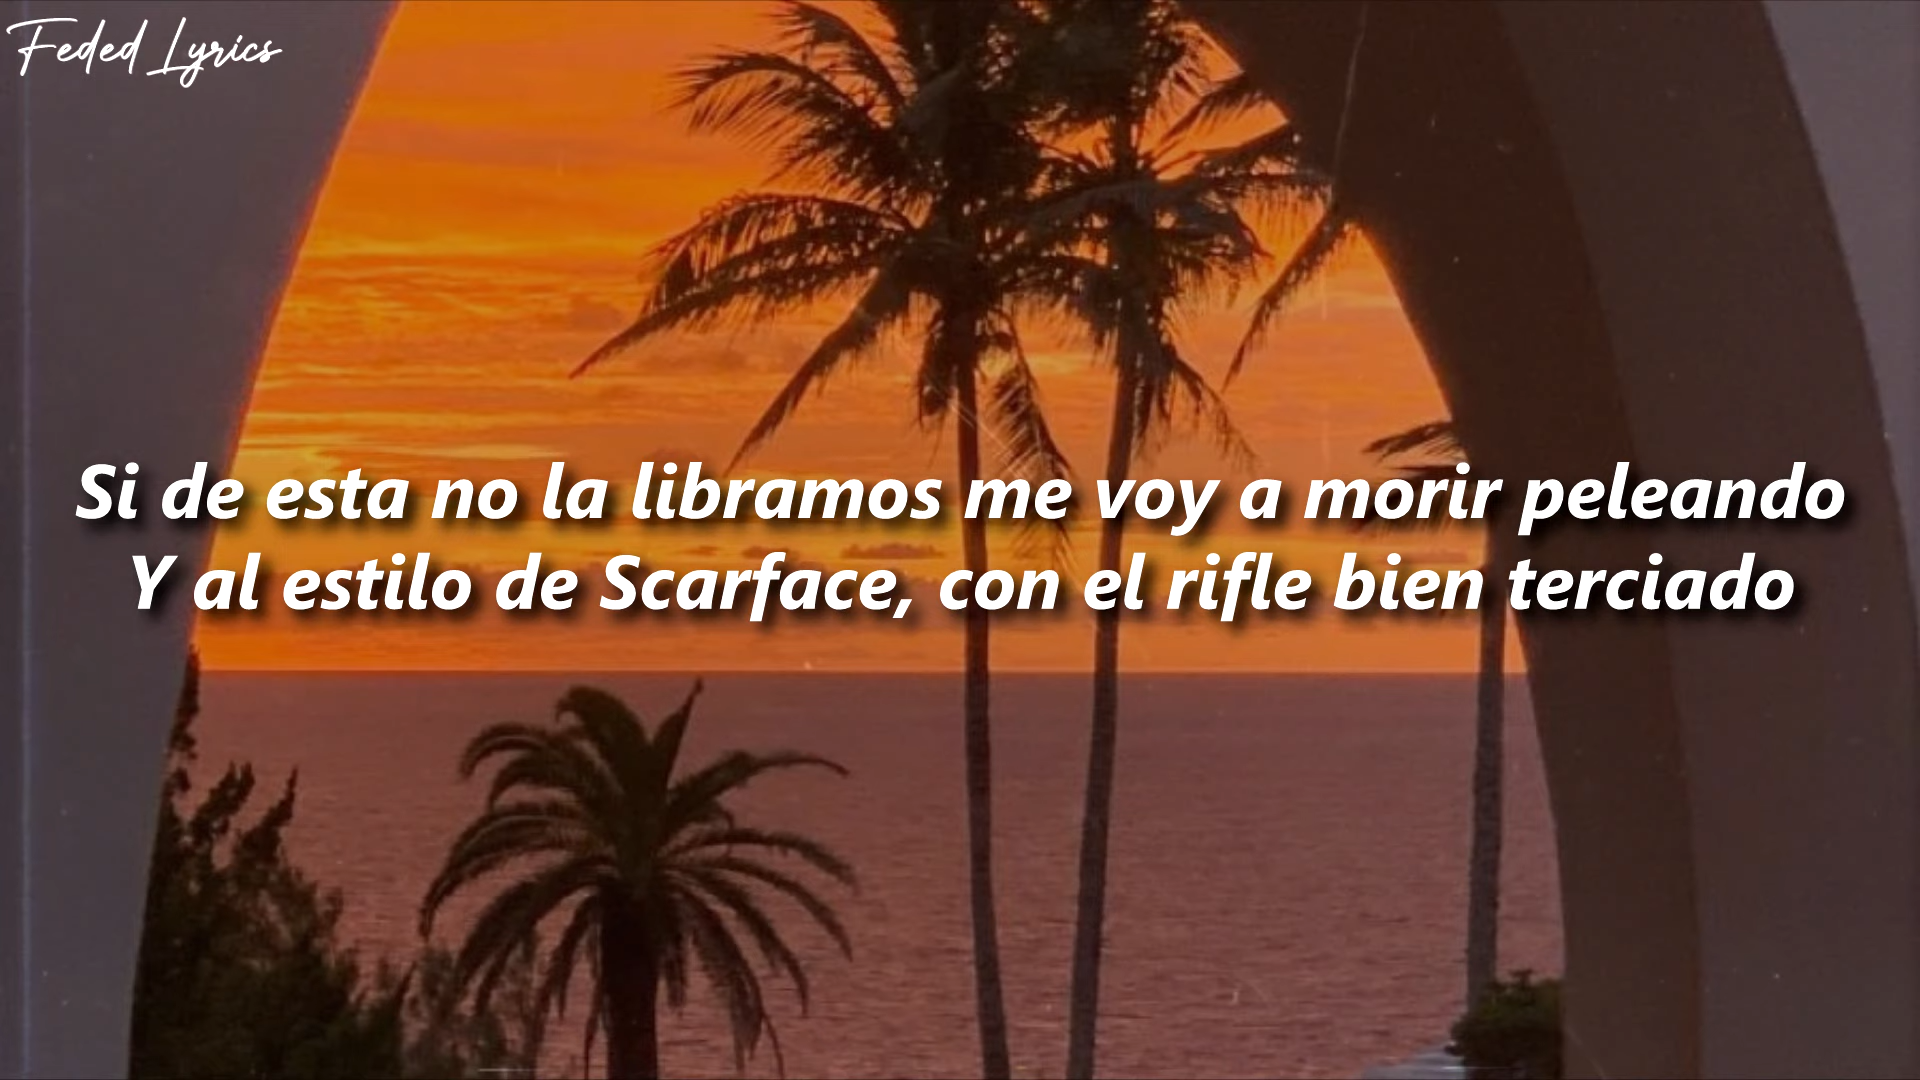 Feded Lyrics
Si de esta no la libramos me voy a morir peleando
Y al estilo de Scarface, con el rifle bien terciado